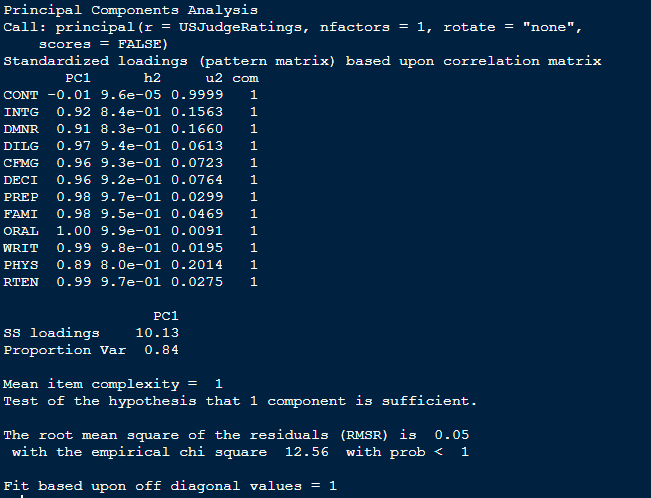 Principal Components Analysis
Call: principal(r = USJudgeRatings, nfactors = 1, rotate = "none",
    scores = FALSE)
Standardized loadings (pattern matrix) based upon correlation matrix
       PC1      h2     u2 com
CONT -0.01 9.6e-05 0.9999   1
INTG  0.92 8.4e-01 0.1563   1
DMNR  0.91 8.3e-01 0.1660   1
DILG  0.97 9.4e-01 0.0613   1
CFMG  0.96 9.3e-01 0.0723   1
DECI  0.96 9.2e-01 0.0764   1
PREP  0.98 9.7e-01 0.0299   1
FAMI  0.98 9.5e-01 0.0469   1
ORAL  1.00 9.9e-01 0.0091   1
WRIT  0.99 9.8e-01 0.0195   1
PHYS  0.89 8.0e-01 0.2014   1
RTEN  0.99 9.7e-01 0.0275   1

                 PC1
SS loadings    10.13
Proportion Var  0.84

Mean item complexity =  1
Test of the hypothesis that 1 component is sufficient.

The root mean square of the residuals (RMSR) is  0.05
 with the empirical chi square  12.56  with prob <  1

Fit based upon off diagonal values = 1